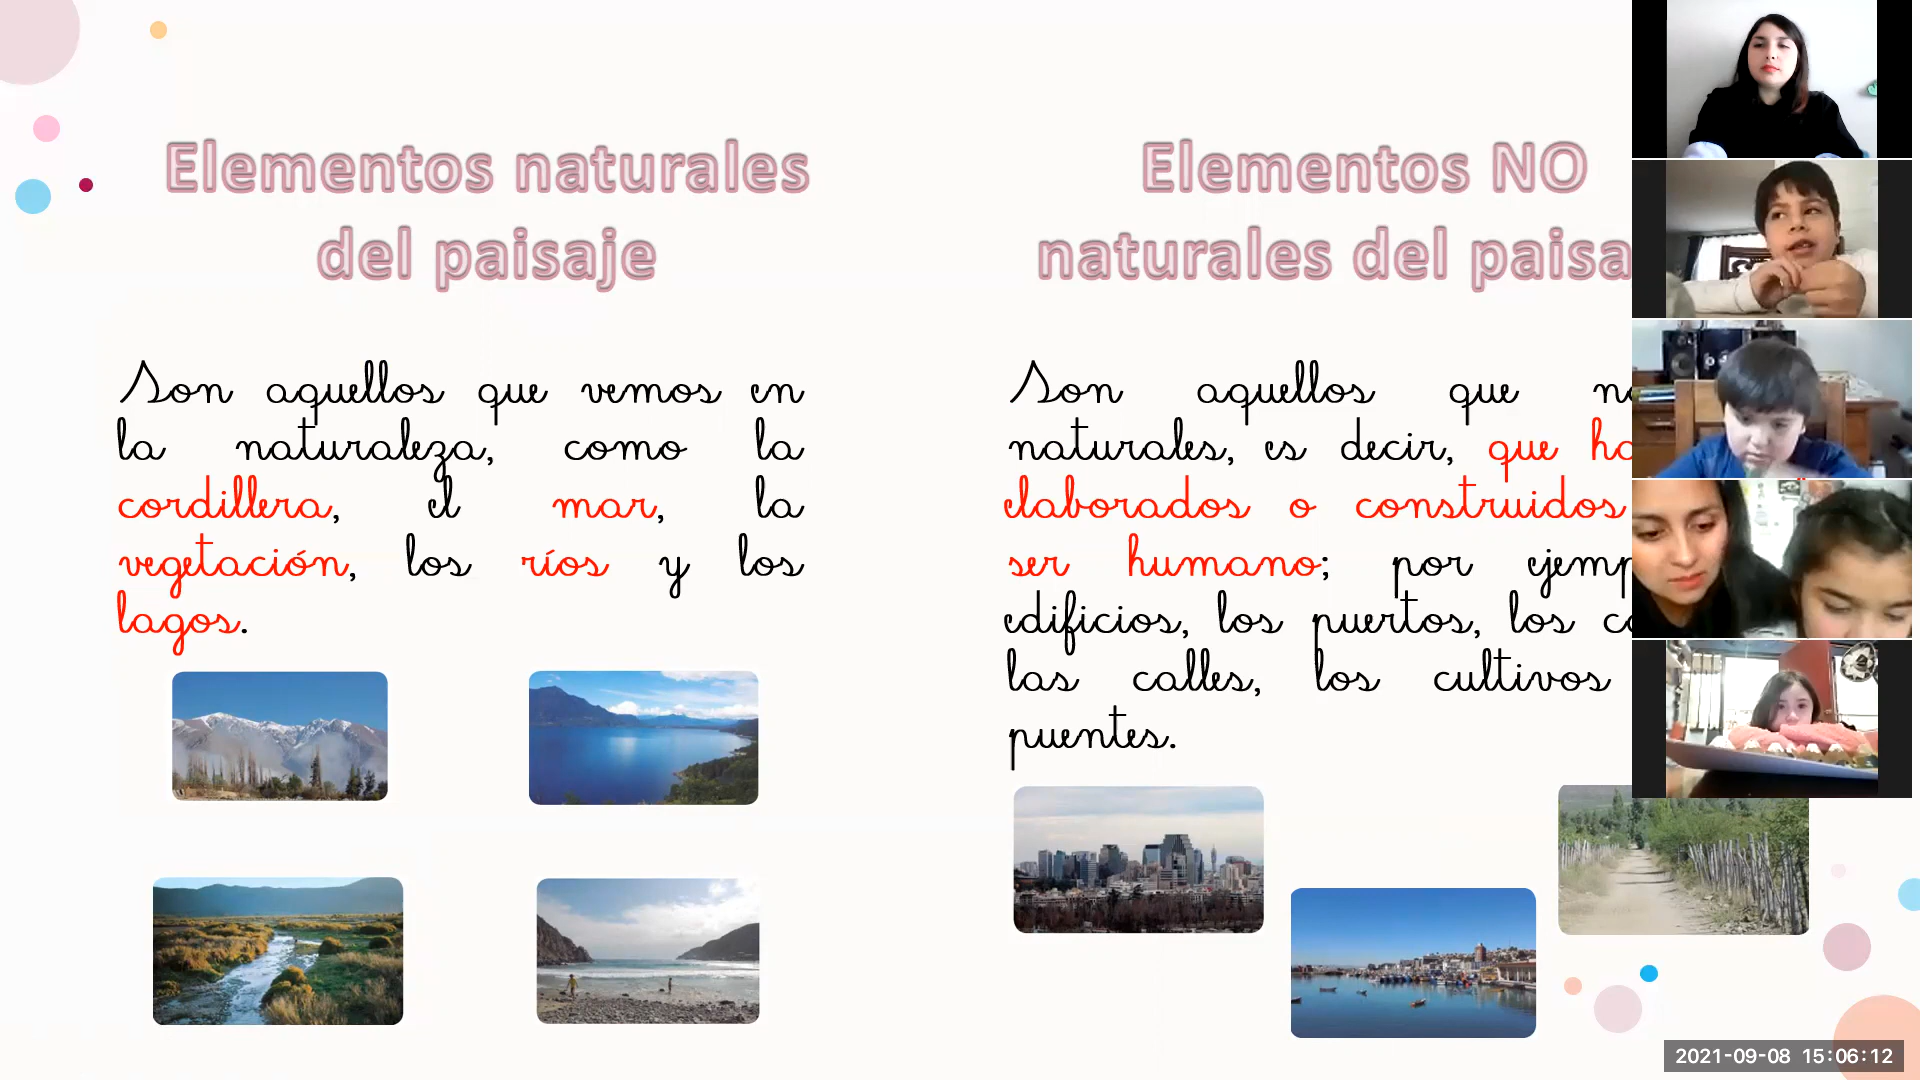 Elementos naturales
del paisaje
Son aquellos que vemos en
la naturaleza, como la
cordillera, el mar, la
vegetación, los ríos y los
lagos.
Elementos NO
naturales del
Son aquellos que
naturales, es decir, que
elaborados o construidos
ser humano; por
edificios, los puertos, los
las calles, los cultivos
puentes.
2021-09-08 15:06:12